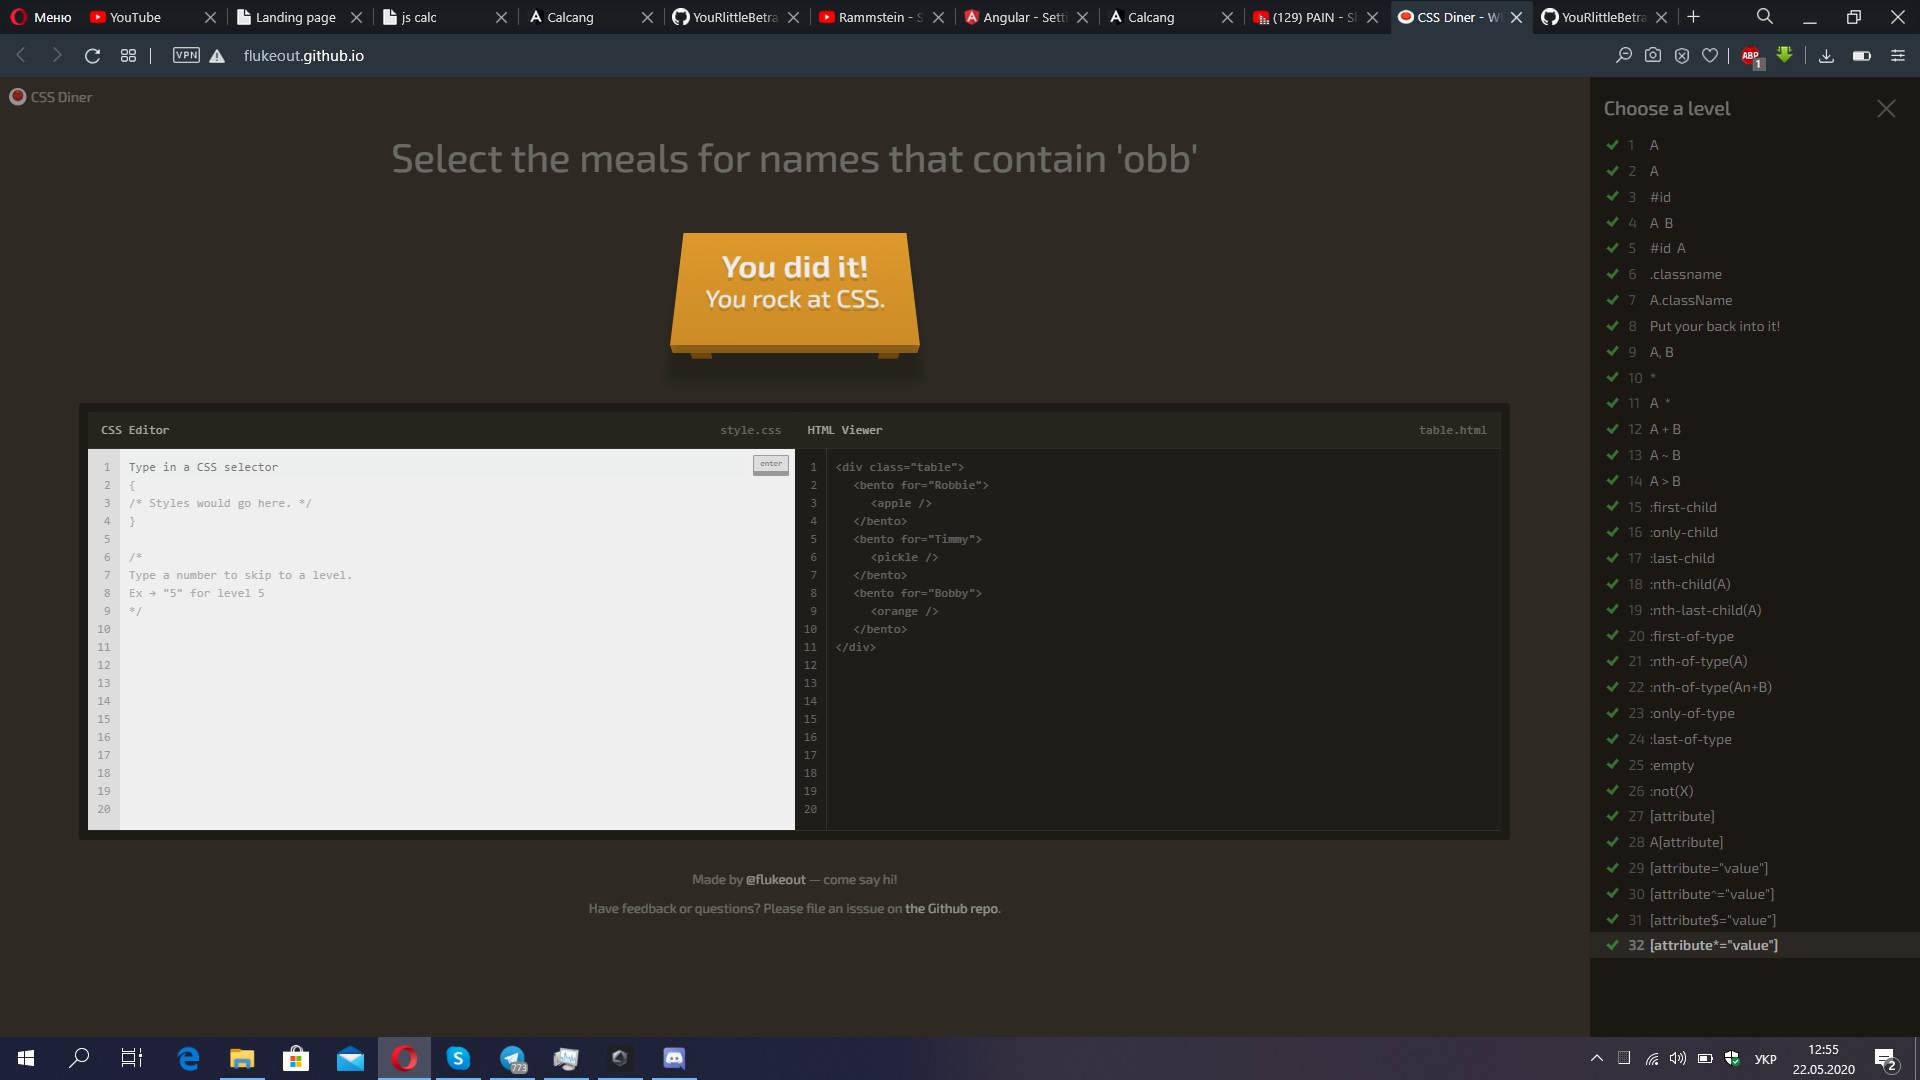 Меню
YouTube
Landing page
js calc
Calcang
YouRlittleBetra
Rammstein - S
Angular - Setti
Calcang
(129) PAIN - S
CSS Diner - W
YouRlittleBetra
VPN
flukeout.github.io
ABP
1
CSS Diner
Select the meals for names that contain 'obb'
You did it!
You rock at CSS.
CSS Editor
style.css
1 Type in a CSS selector
enter
2 {
3 /* Styles would go here. */
4 }
5
6 /*
7 Type a number to skip to a level.
8 Ex → "5" for level 5
9 */
10
11
12
13
14
15
16
17
18
19
20
HTML Viewer
table.html
1 <div class="table">
2 <bento for="Robbie">
3 <apple />
4 </bento>
5 <bento for="Timmy">
6 <pickle />
7 </bento>
8 <bento for="Bobby">
9 <orange />
10 </bento>
11 </div>
12
13
14
15
16
17
18
19
20
Made by @flukeout — come say hi!
Have feedback or questions? Please file an isssue on the Github repo.
Choose a level
1 A
2 A
3 #id
4 A B
5 #id A
6 .classname
7 A.className
8 Put your back into it!
9 A, B
10 *
11 A *
12 A + B
13 A ~ B
14 A > B
15 :first-child
16 :only-child
17 :last-child
18 :nth-child(A)
19 :nth-last-child(A)
20 :first-of-type
21 :nth-of-type(A)
22 :nth-of-type(An+B)
23 :only-of-type
24 :last-of-type
25 :empty
26 :not(X)
27 [attribute]
28 A[attribute]
29 [attribute="value"]
30 [attribute^="value"]
31 [attribute$="value"]
32 [attribute*="value"]
773
УКР
12:55
22.05.2020
2